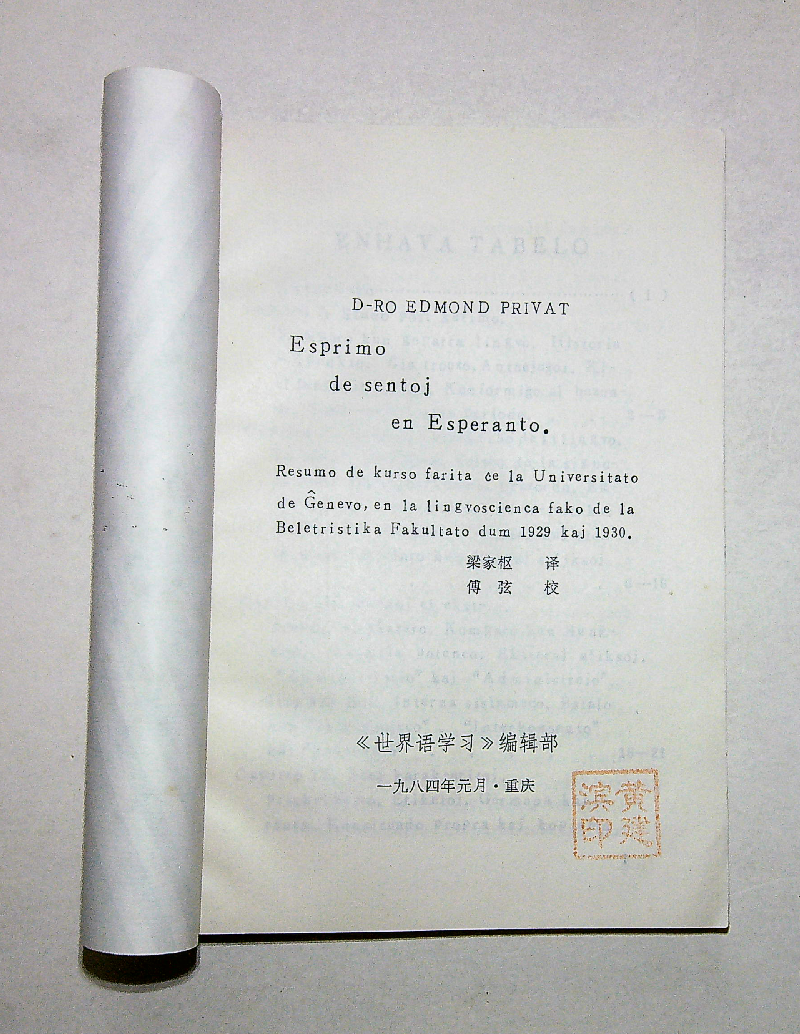 ENHAVA TABELO
D-RO EDMOND PRIVAT
Esprimo
de sentoj
en Esperanto.
Resumo de kurso farita ĉe la Universitato
de Ĝenevo, en la lingvoscienca fako de la
Beletristika Fakultato dum 1929 kaj 1930.
梁家枢 译
傅弦 校
《世界语学习》编辑部
一九八四年元月·重庆
黄建
滨印